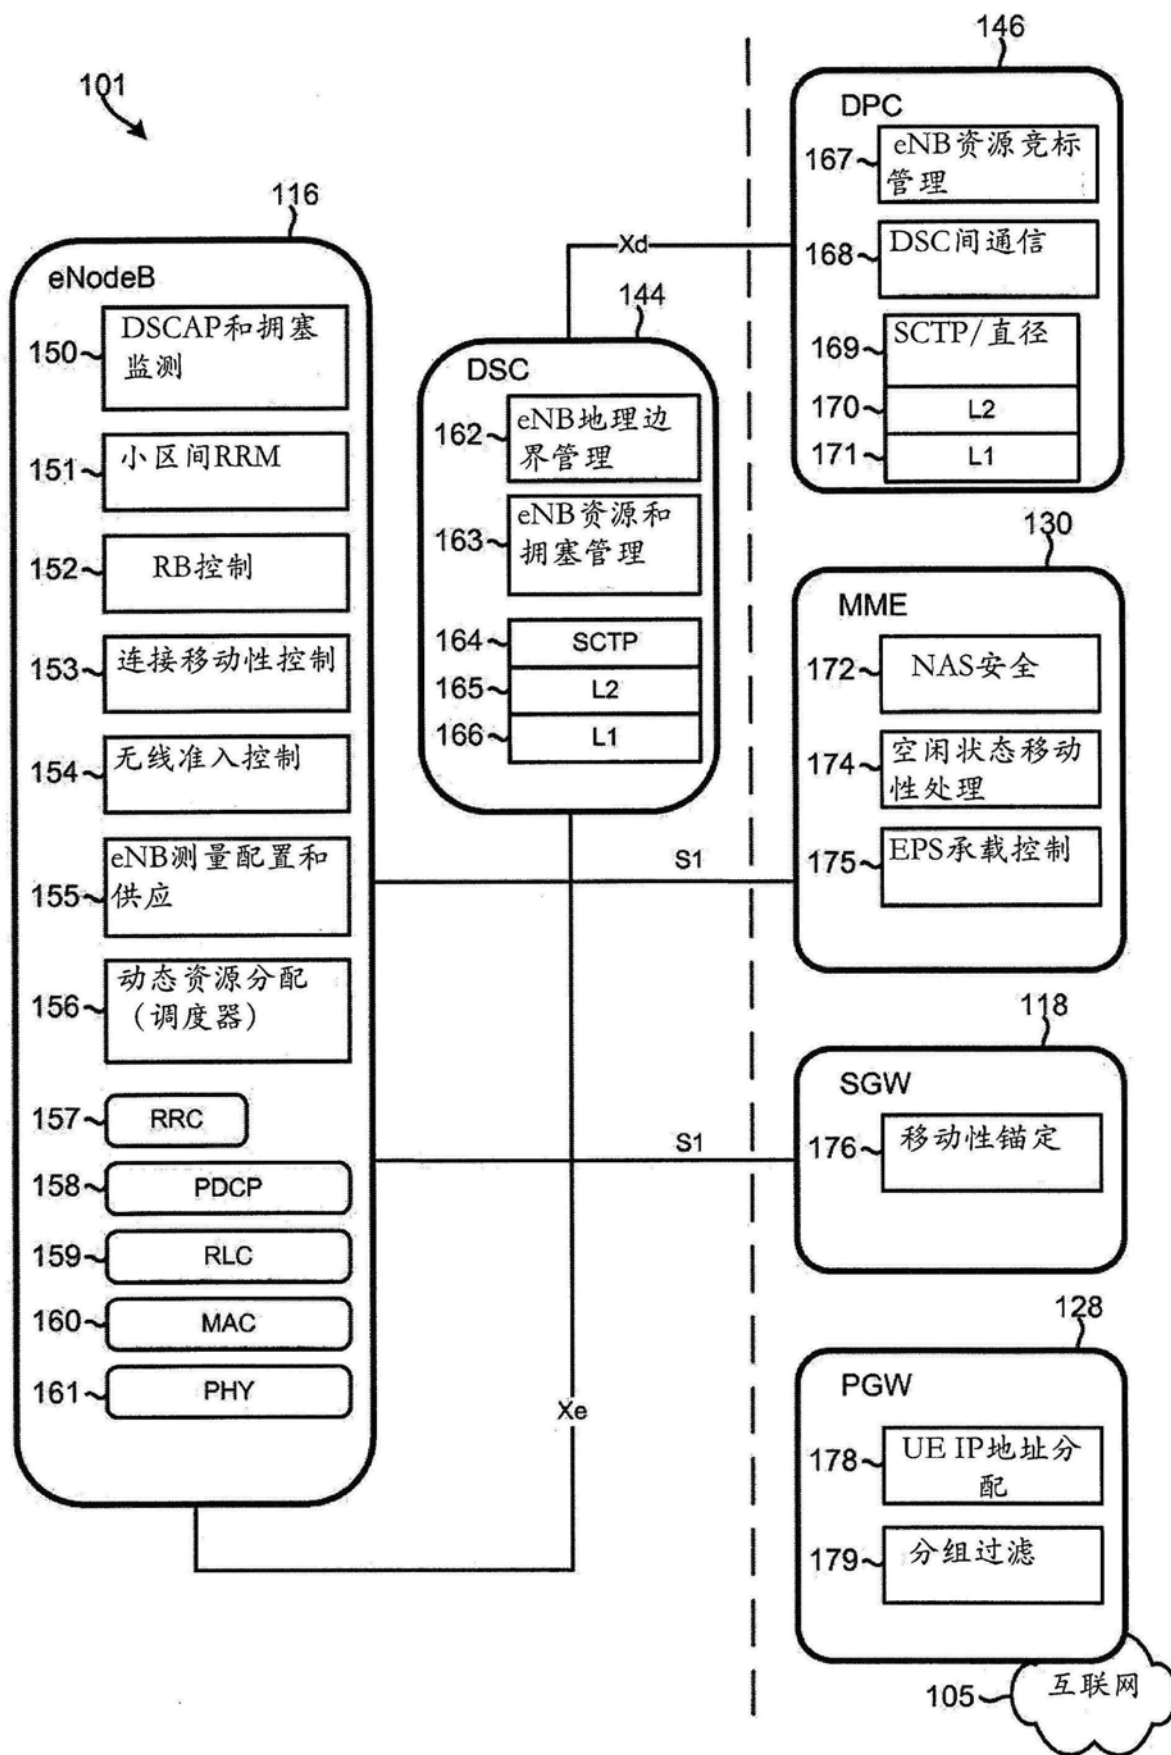 101
116
eNodeB
150
DSCAP和拥塞
监测
151
小区间RRM
152
RB控制
153
连接移动性控制
154
无线准入控制
155
eNB测量配置和
供应
156
动态资源分配
（调度器）
157
RRC
158
PDCP
159
RLC
160
MAC
161
PHY
Xd
144
DSC
162
eNB地理边
界管理
163
eNB资源和
拥塞管理
164
SCTP
165
L2
166
L1
S1
S1
Xe
146
DPC
167
eNB资源竞标
管理
168
DSC间通信
169
SCTP/直径
170
L2
171
L1
130
MME
172
NAS安全
174
空闲状态移动
性处理
175
EPS承载控制
118
SGW
176
移动性锚定
128
PGW
178
UE IP地址分
配
179
分组过滤
105
互联网